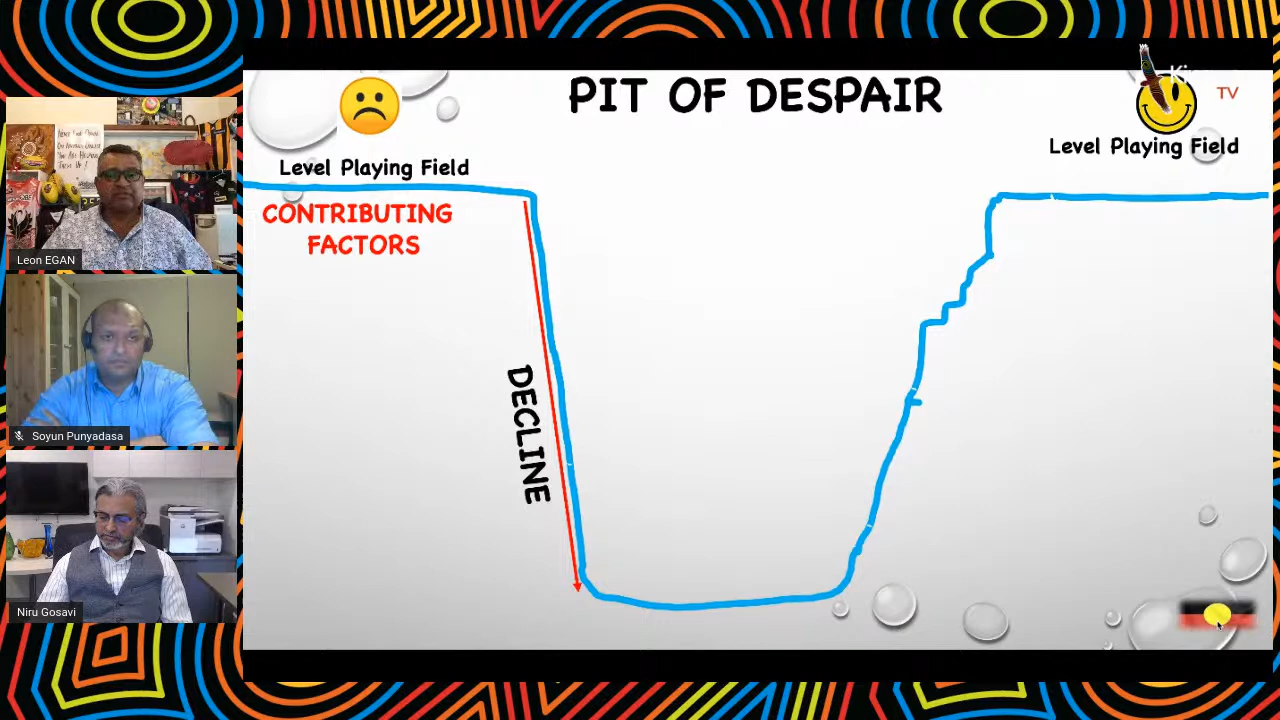 PIT OF DESPAIR
TV
Level Playing Field
Level Playing Field
CONTRIBUTING
FACTORS
DECLINE
Leon EGAN
Soyun Punyadasa
Niru Gosavi